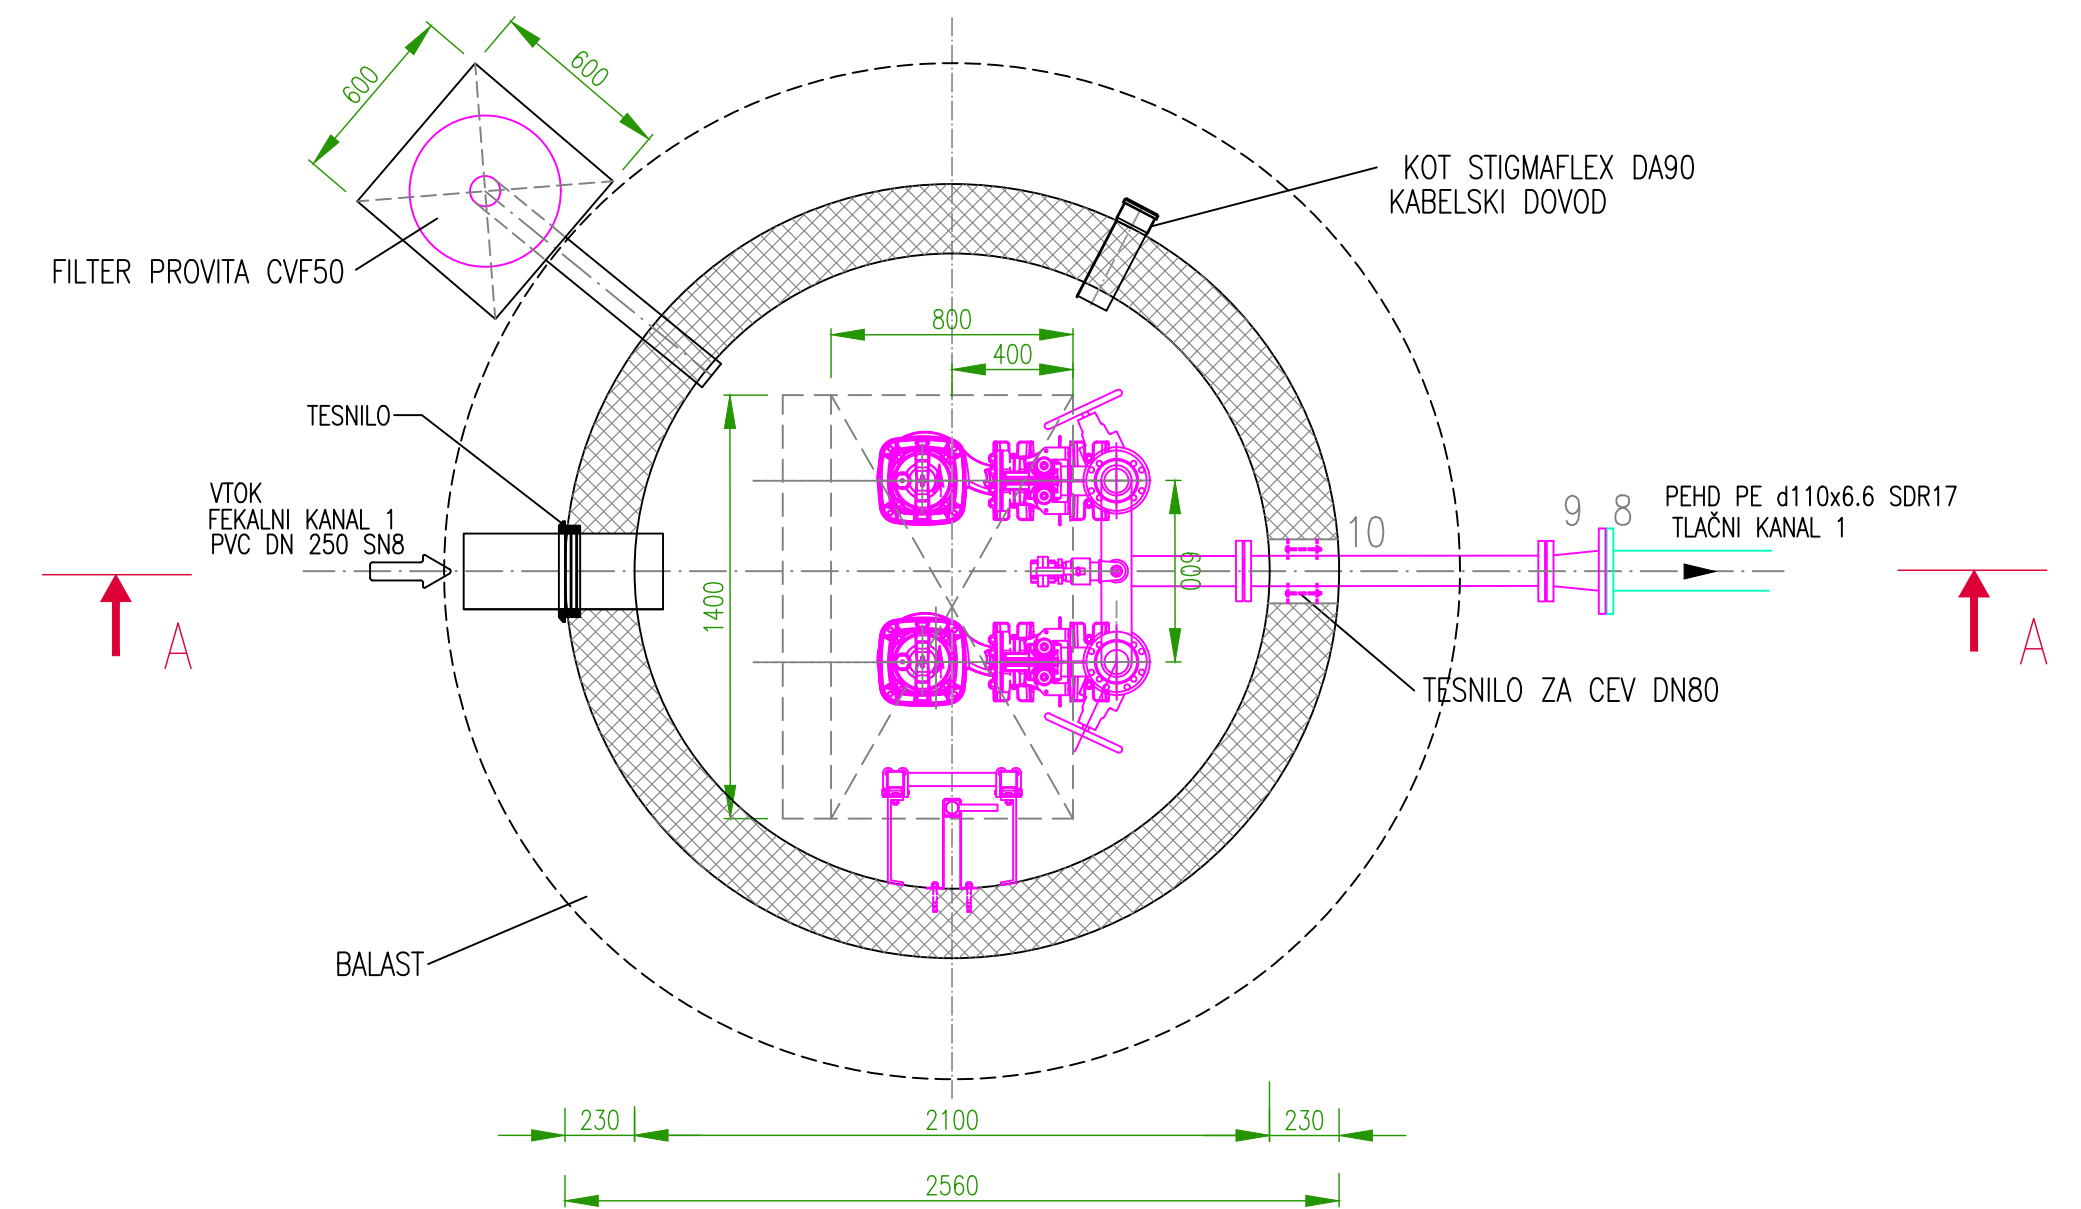 600
600
KOT STIGMAFLEX DA90
KABELSKI DOVOD
FILTER PROVITA CVF50
800
400
TESNILO
VTOK
FEKALNI KANAL 1
PVC DN 250 SN8
PEHD PE d110x6.6 SDR17
TLAČNI KANAL 1
10
9
8
1400
600
A
A
TESNILO ZA CEV DN80
BALAST
230
2100
230
2560